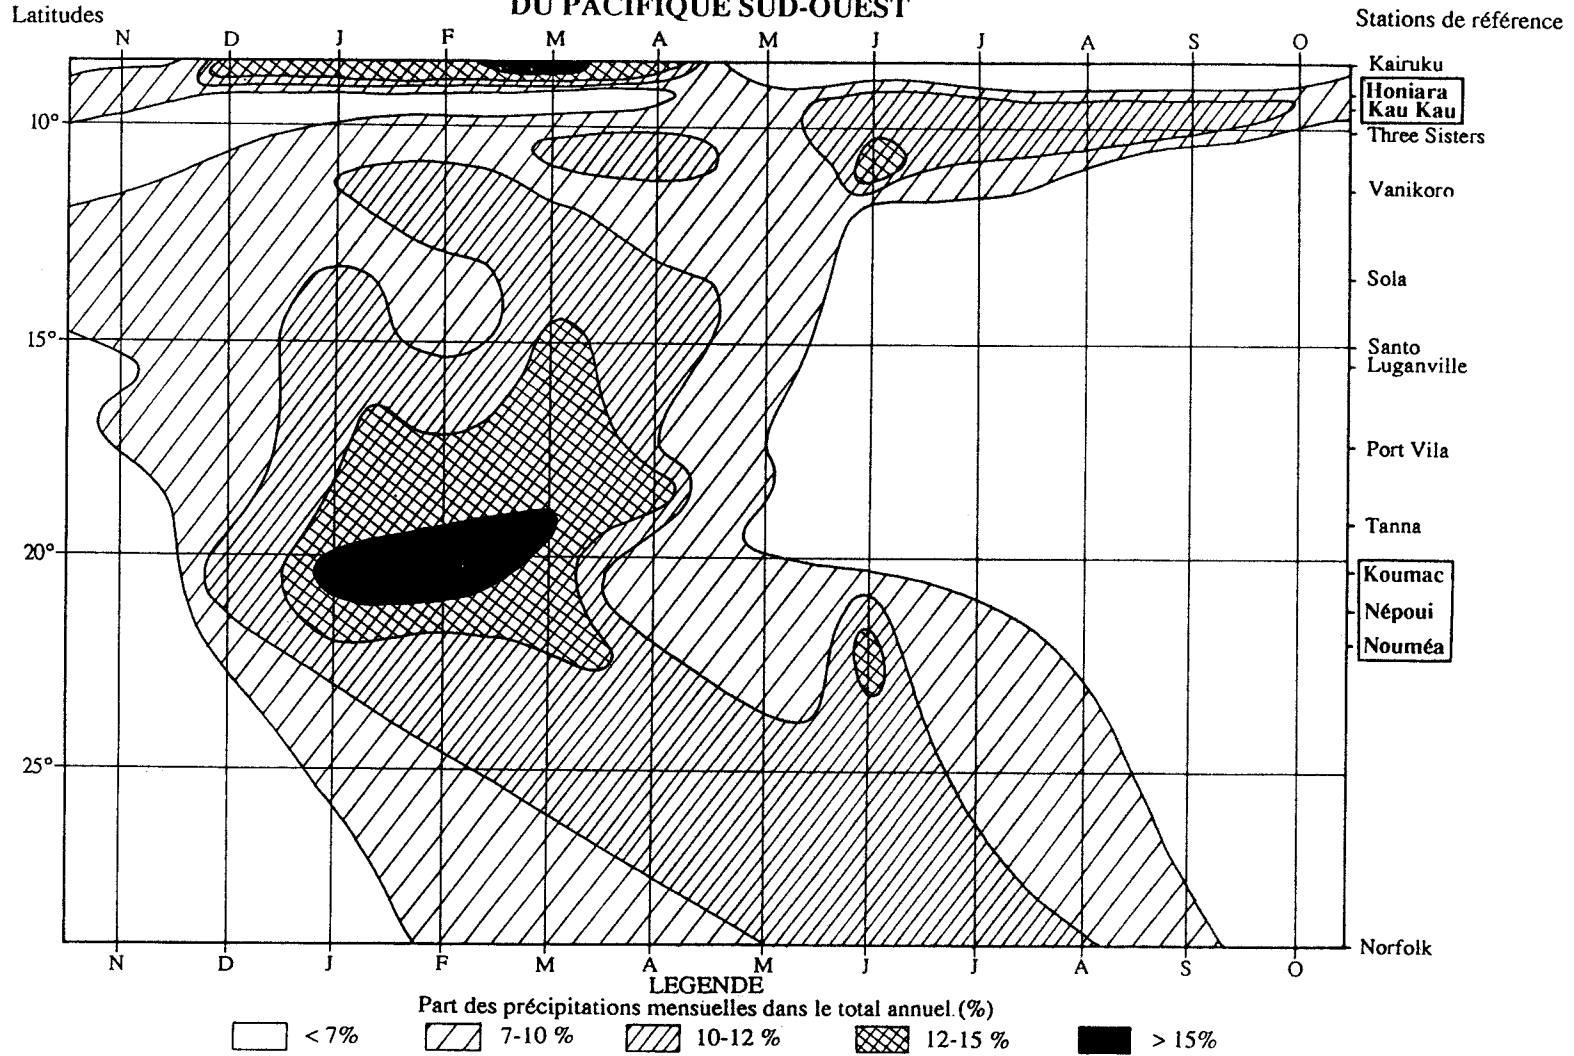 DU PACIFIQUE SUD-OUEST
Latitudes
Stations de référence
N D J F M A M J J A S O
Kairuku
Honiara
Kau Kau
10°
Three Sisters
Vanikoro
Sola
15°
Santo
Luganville
Port Vila
Tanna
20°
Koumac
Népoui
Nouméa
25°
Norfolk
N D J F M A M J J A S O
LEGENDE
Part des précipitations mensuelles dans le total annuel (%)
< 7% 7-10 % 10-12 % 12-15 % > 15%